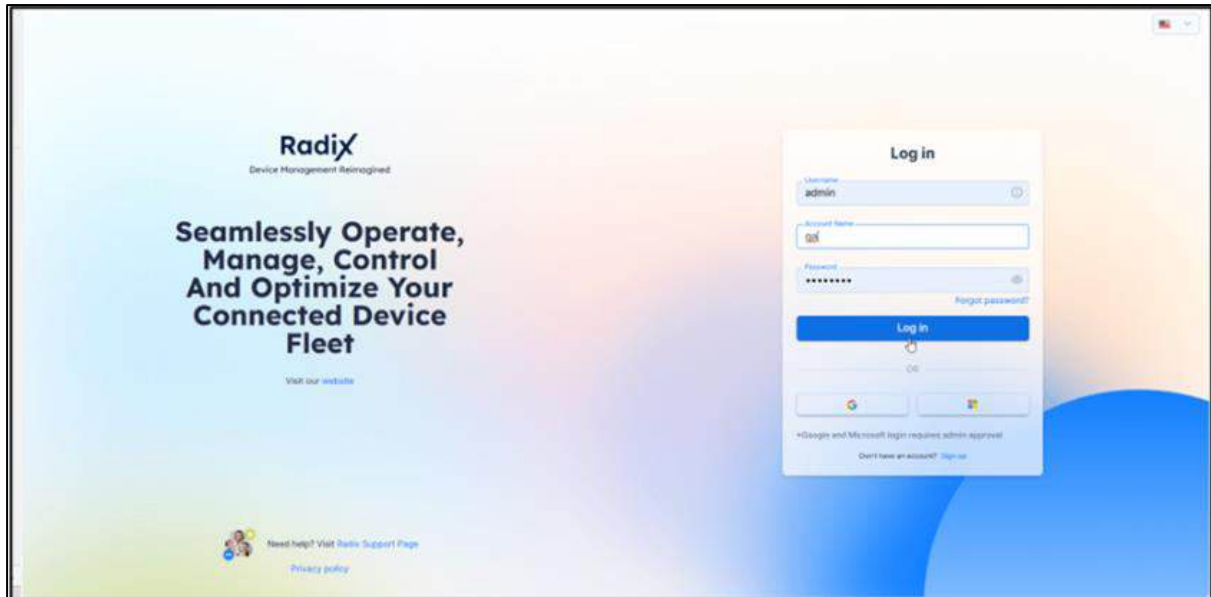 Radix
Device Management Reimagined
Seamlessly Operate,
Manage, Control
And Optimize Your
Connected Device
Fleet
Visit our website
Need help? Visit Radix Support Page
Privacy policy
Log in
Username
admin
Account Name
qa
Password
••••••••
Forgot password?
Log in
OR
*Google and Microsoft login requires admin approval
Don't have an account? Sign up